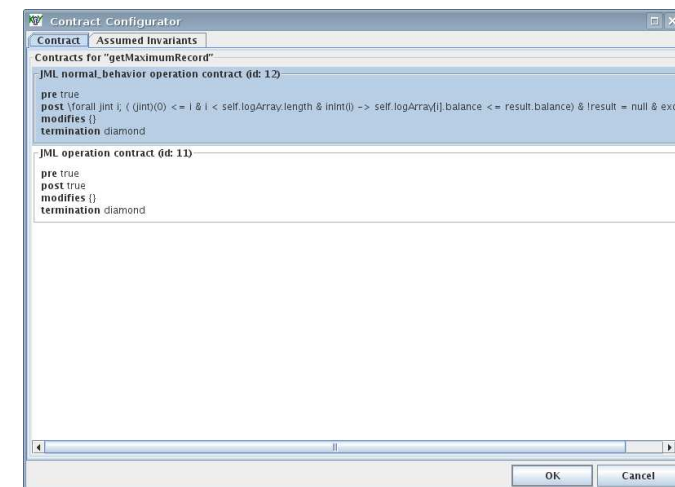 Contract Configurator
Contract Assumed Invariants
Contracts for "getMaximumRecord"
JML normal_behavior operation contract (id: 12)
pre true
post \forall jint i; ( (jint)(0) <= i & i < self.logArray.length & inInt(i) -> self.logArray[i].balance <= result.balance) & !result = null & exc
modifies {}
termination diamond
JML operation contract (id: 11)
pre true
post true
modifies {}
termination diamond
OK Cancel